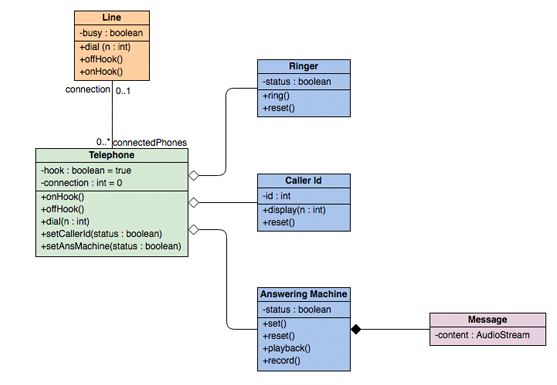 Line
-busy : boolean
+dial (n : int)
+offHook()
+onHook()
connection
0..1
0..* connectedPhones
Telephone
-hook : boolean = true
-connection : int = 0
+onHook()
+offHook()
+dial(n : int)
+setCallerId(status : boolean)
+setAnsMachine(status : boolean)
Ringer
-status : boolean
+ring()
+reset()
Caller Id
-id : int
+display(n : int)
+reset()
Answering Machine
-status : boolean
+set()
+reset()
+playback()
+record()
Message
-content : AudioStream